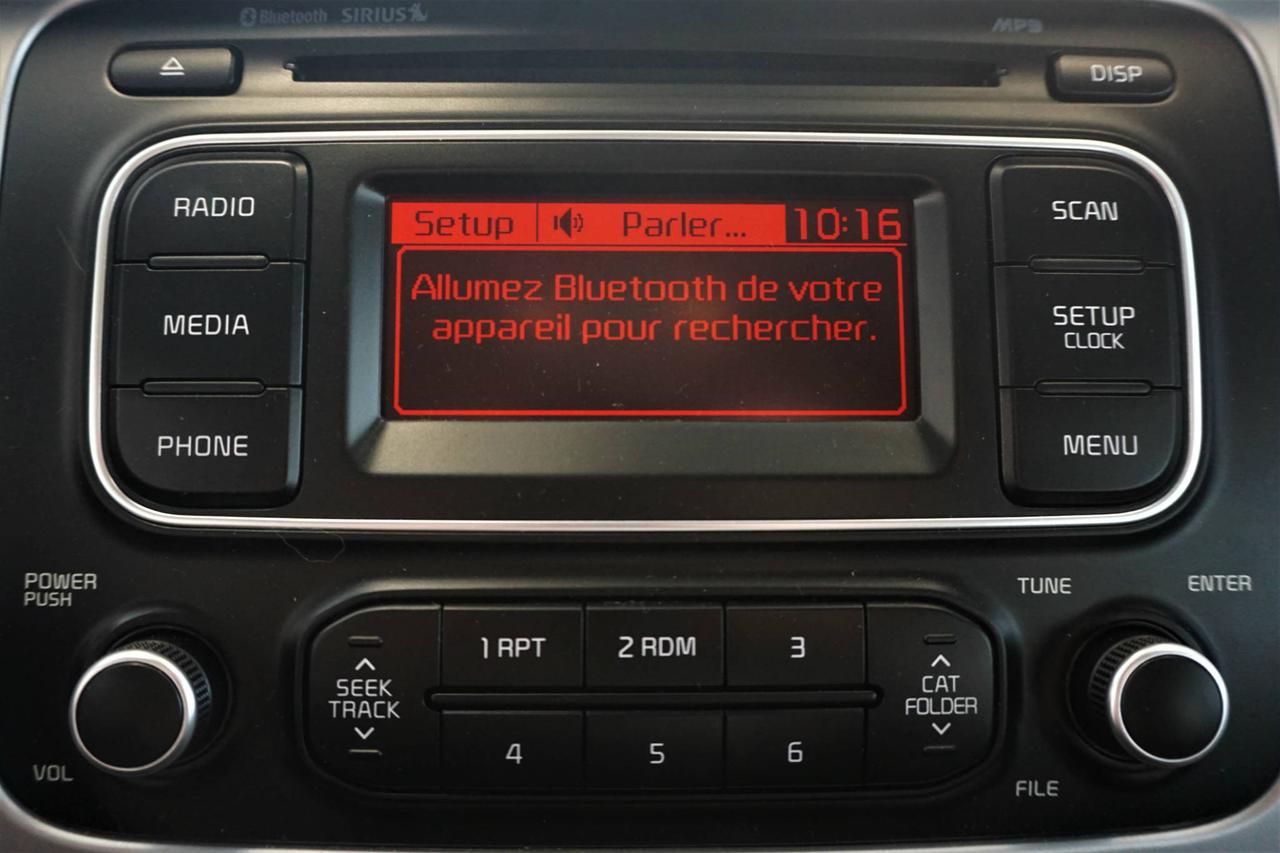 Bluetooth SIRIUS
MP3
DISP
RADIO
MEDIA
PHONE
Setup Parler... 10:16
Allumez Bluetooth de votre
appareil pour rechercher.
SCAN
SETUP
CLOCK
MENU
POWER
PUSH
VOL
SEEK
TRACK
1 RPT
2 RDM
3
4
5
6
CAT
FOLDER
TUNE
ENTER
FILE